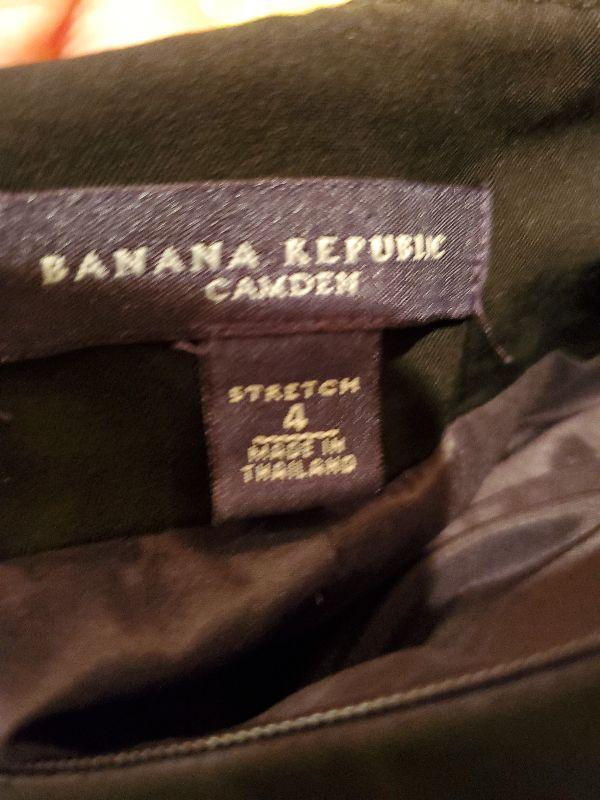 BANANA REPUBLIC
CAMDEN
STRETCH
4
MADE IN
THAILAND